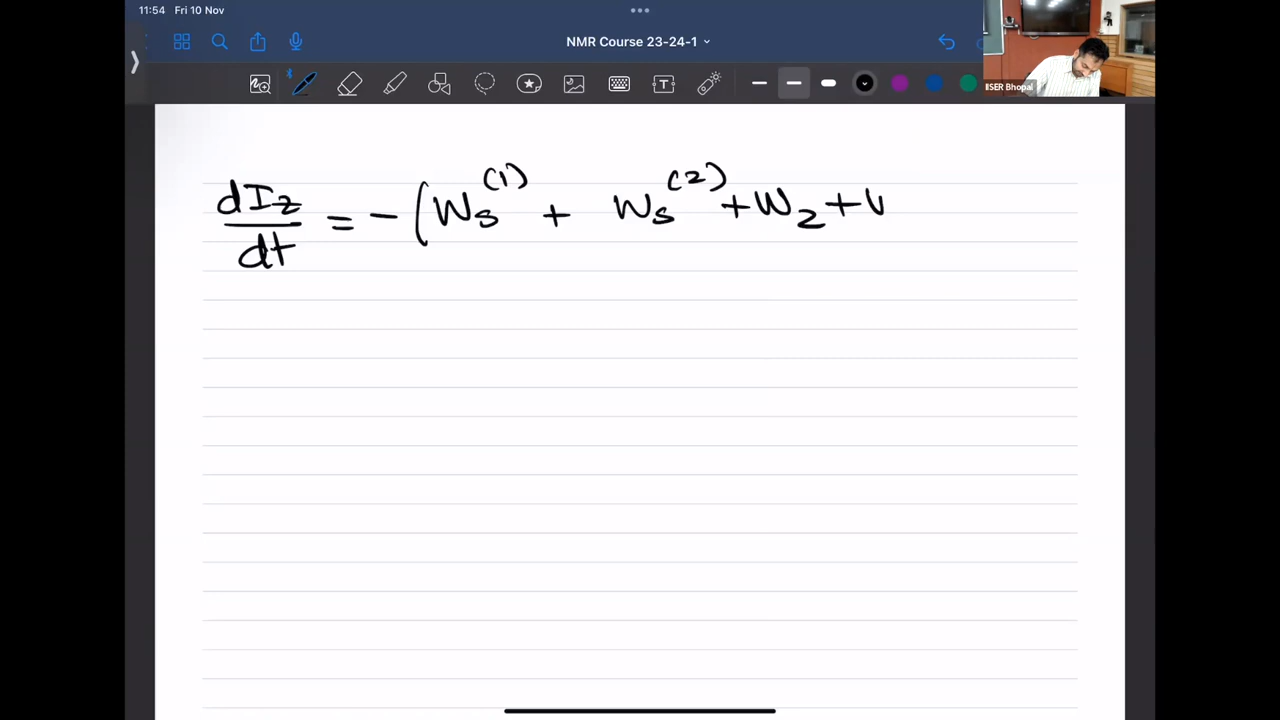 11:54 Fri 10 Nov
NMR Course 23-24-1
IISER Bhopal
dIz/dt = - (Ws^(1) + Ws^(2) + W2 +